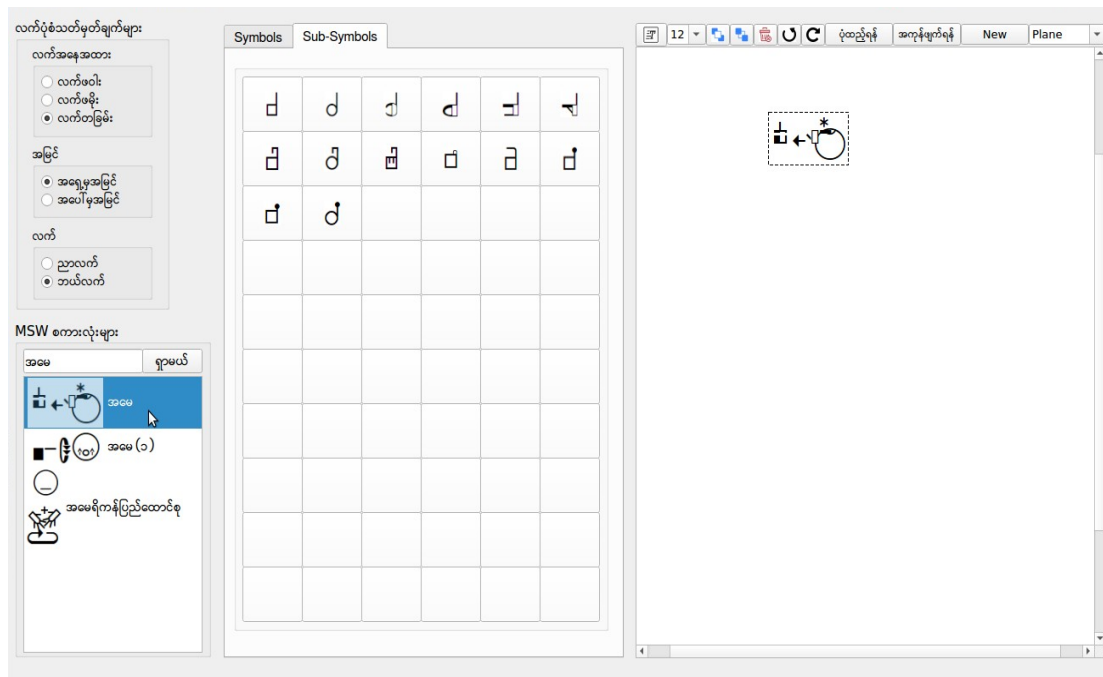 လက်ပုံစံသတ်မှတ်ချက်များ
လက်အနေအထား
လက်ဖဝါး
လက်ဖမိုး
လက်တခြမ်း
အမြင်
အရှေ့မှအမြင်
အပေါ်မှအမြင်
လက်
ညာလက်
ဘယ်လက်
MSW စကားလုံးများ
အမေ ရှာမယ်
အမေ
အမေ (၁)
အမေရိကန်ပြည်ထောင်စု
Symbols Sub-Symbols
12 ပုံထည့်ရန် အကုန်ဖျက်ရန် New Plane